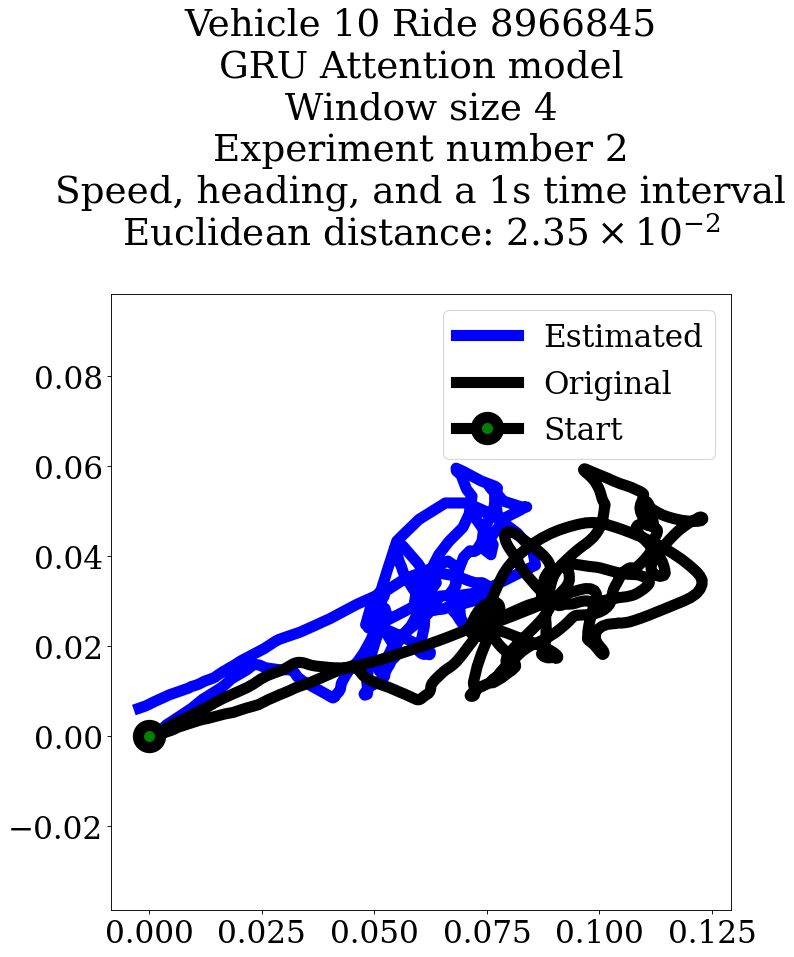 Vehicle 10 Ride 8966845
GRU Attention model
Window size 4
Experiment number 2
Speed, heading, and a 1s time interval
Euclidean distance: 2.35 × 10⁻²
Estimated
Original
Start
0.08
0.06
0.04
0.02
0.00
−0.02
0.000 0.025 0.050 0.075 0.100 0.125